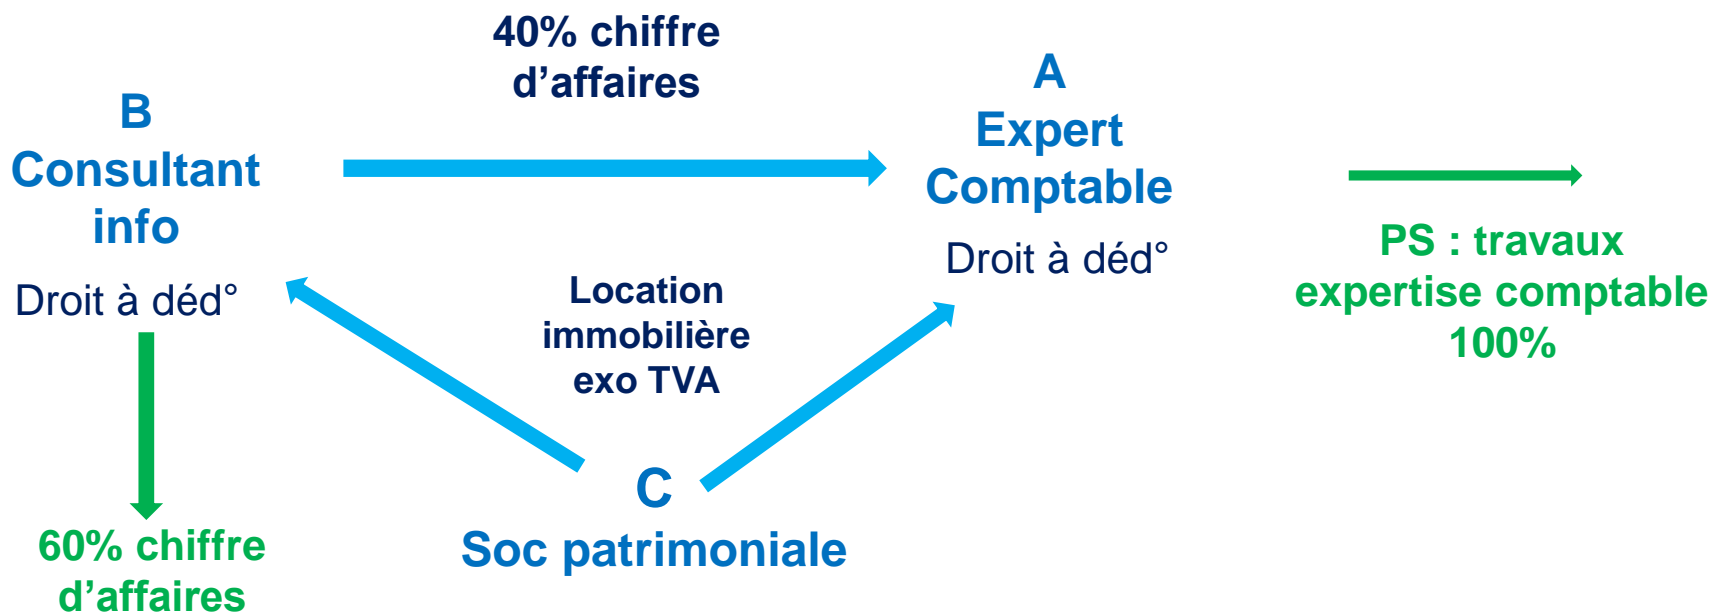 40% chiffre
d’affaires
A
Expert
Comptable
Droit à déd°
B
Consultant
info
Droit à déd°
Location
immobilière
exo TVA
PS : travaux
expertise comptable
100%
C
Soc patrimoniale
60% chiffre
d’affaires